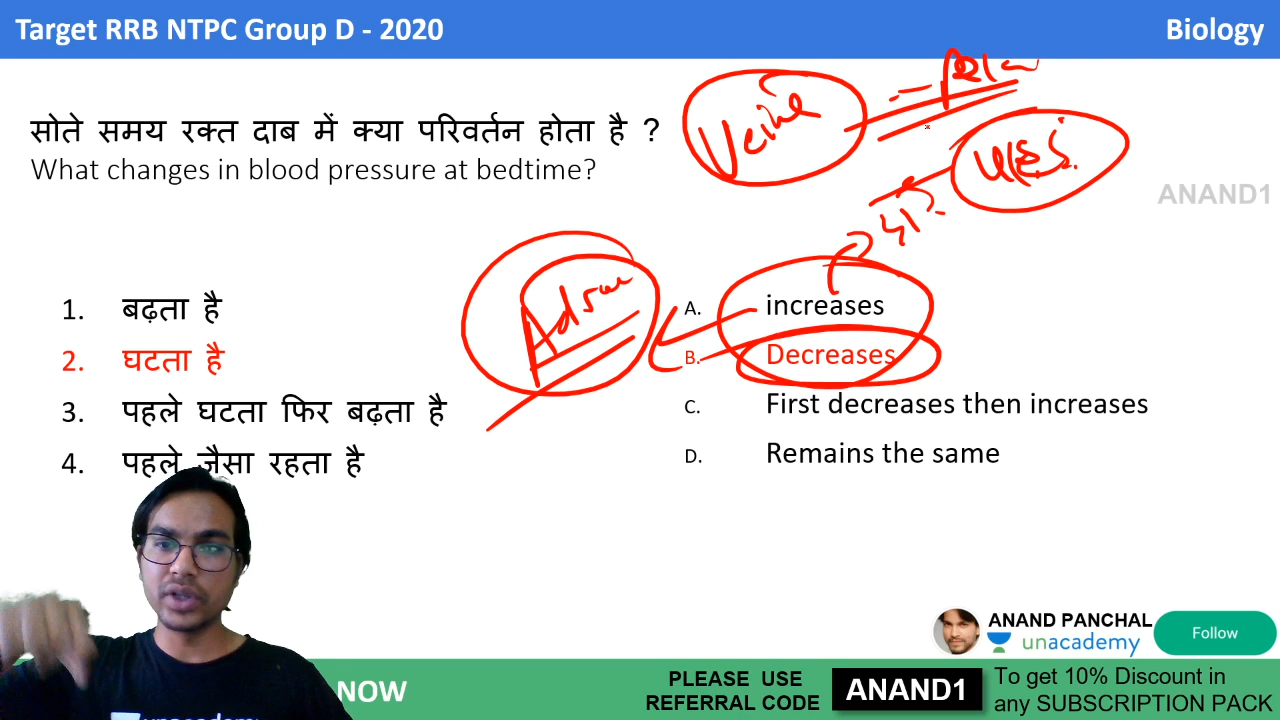 Target RRB NTPC Group D - 2020
Biology
सोते समय रक्त दाब में क्या परिवर्तन होता है ?
What changes in blood pressure at bedtime?
Veins
ANAND1
1. बढ़ता है
2. घटता है
3. पहले घटता फिर बढ़ता है
4. पहले जैसा रहता है
A. increases
B. Decreases
C. First decreases then increases
D. Remains the same
ANAND PANCHAL
unacademy
Follow
NOW
PLEASE USE
REFERRAL CODE
ANAND1
To get 10% Discount in
any SUBSCRIPTION PACK
unacademy